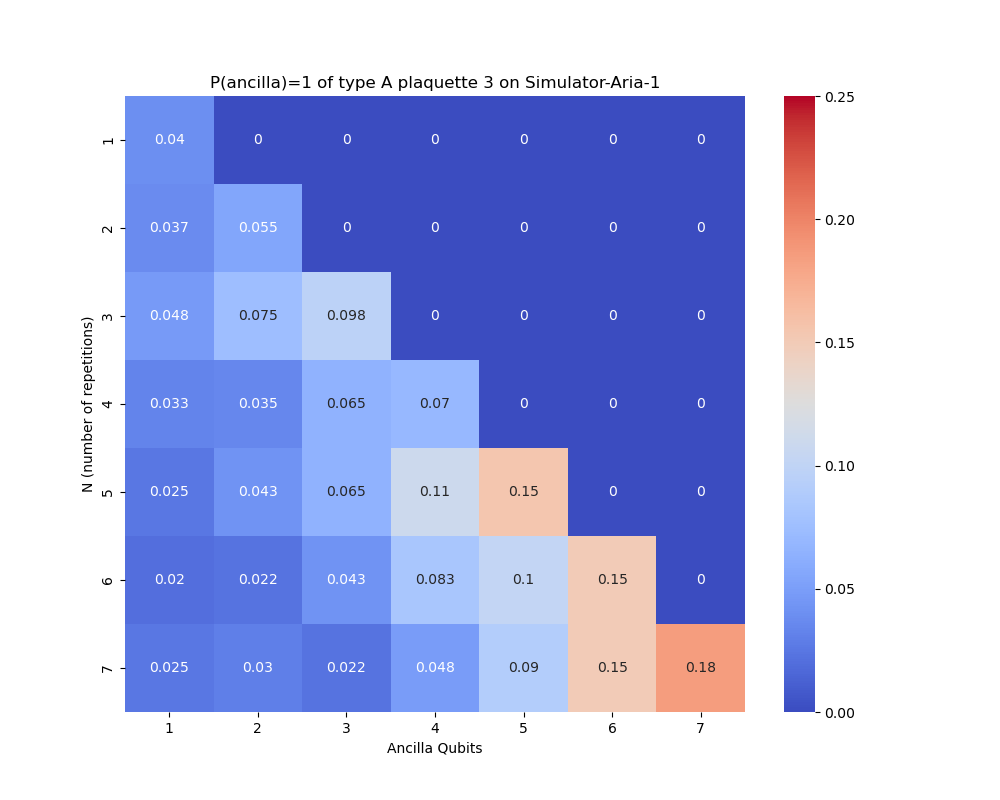 P(ancilla)=1 of type A plaquette 3 on Simulator-Aria-1
N (number of repetitions)
1 0.04 0 0 0 0 0 0
2 0.037 0.055 0 0 0 0 0
3 0.048 0.075 0.098 0 0 0 0
4 0.033 0.035 0.065 0.07 0 0 0
5 0.025 0.043 0.065 0.11 0.15 0 0
6 0.02 0.022 0.043 0.083 0.1 0.15 0
7 0.025 0.03 0.022 0.048 0.09 0.15 0.18
1 2 3 4 5 6 7
Ancilla Qubits
0.25
0.20
0.15
0.10
0.05
0.00